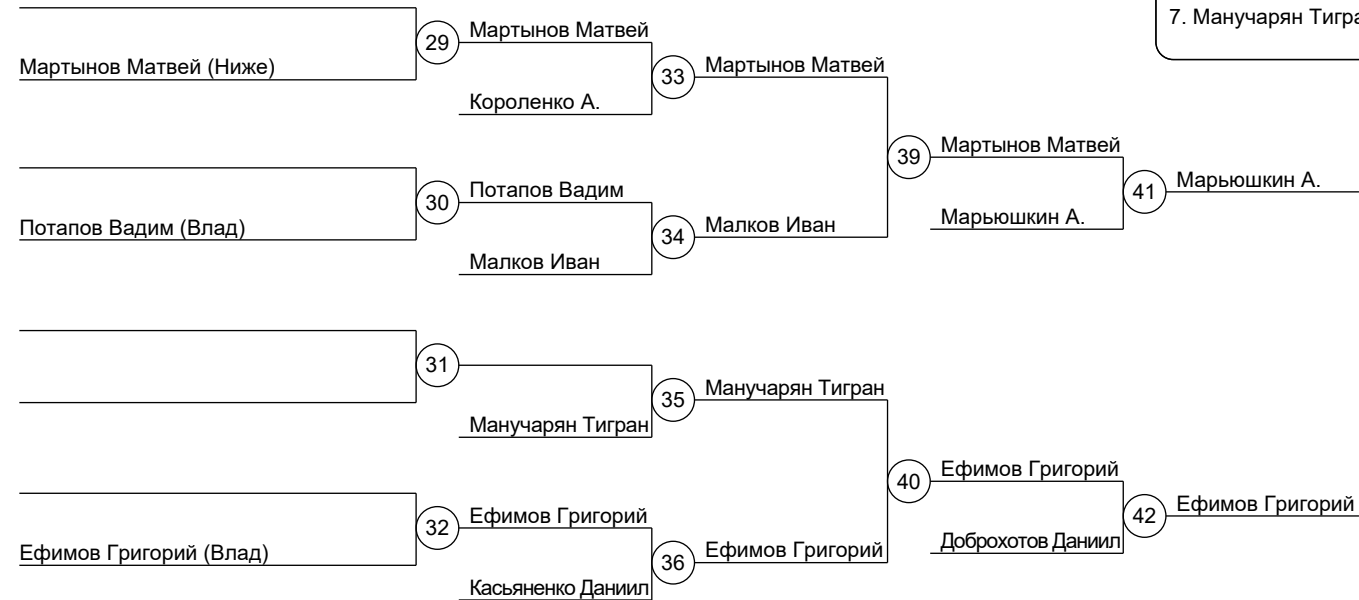 7. Манучарян Тигра
29
Мартынов Матвей
Мартынов Матвей (Ниже)
33
Мартынов Матвей
Короленко А.
39
Мартынов Матвей
30
Потапов Вадим
41
Марьюшкин А.
Потапов Вадим (Влад)
34
Малков Иван
Марьюшкин А.
Малков Иван
31
35
Манучарян Тигран
Манучарян Тигран
40
Ефимов Григорий
32
Ефимов Григорий
42
Ефимов Григорий
Ефимов Григорий (Влад)
36
Ефимов Григорий
Доброхотов Даниил
Касьяненко Даниил